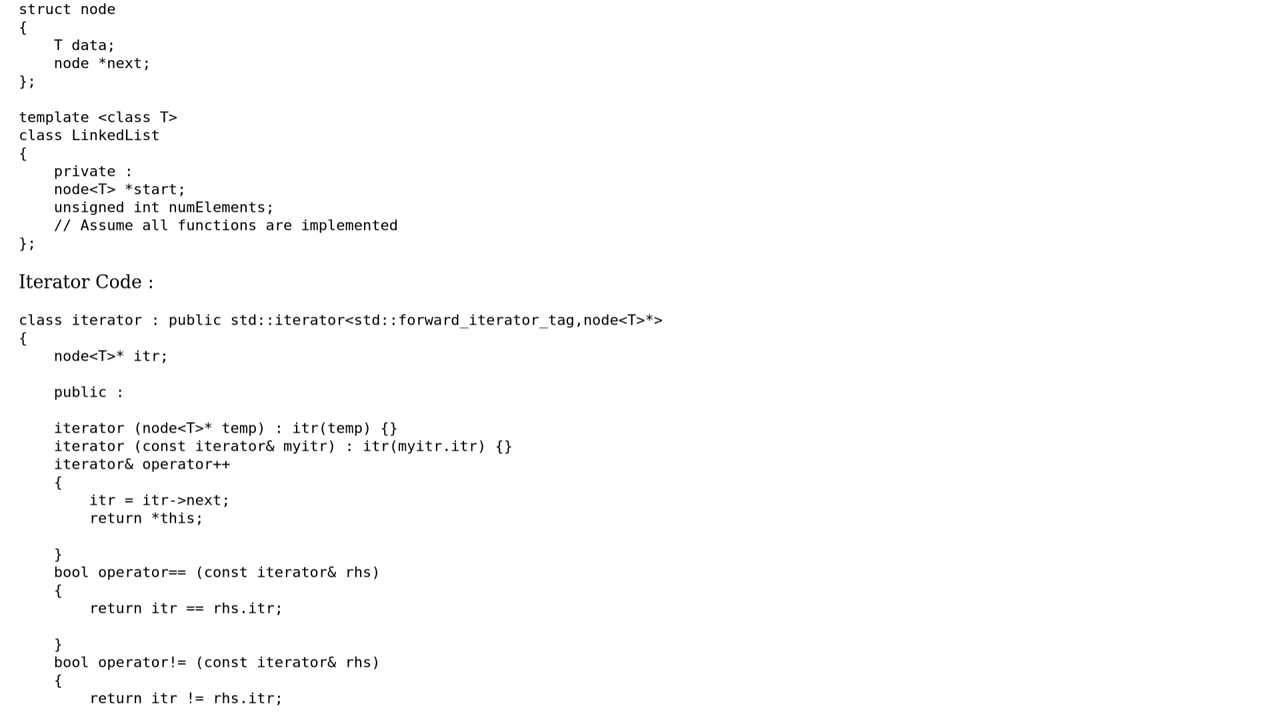 struct node
{
    T data;
    node *next;
};

template <class T>
class LinkedList
{
    private :
    node<T> *start;
    unsigned int numElements;
    // Assume all functions are implemented
};

Iterator Code :

class iterator : public std::iterator<std::forward_iterator_tag,node<T>*>
{
    node<T>* itr;

    public :

    iterator (node<T>* temp) : itr(temp) {}
    iterator (const iterator& myitr) : itr(myitr.itr) {}
    iterator& operator++
    {
        itr = itr->next;
        return *this;

    }
    bool operator== (const iterator& rhs)
    {
        return itr == rhs.itr;

    }
    bool operator!= (const iterator& rhs)
    {
        return itr != rhs.itr;